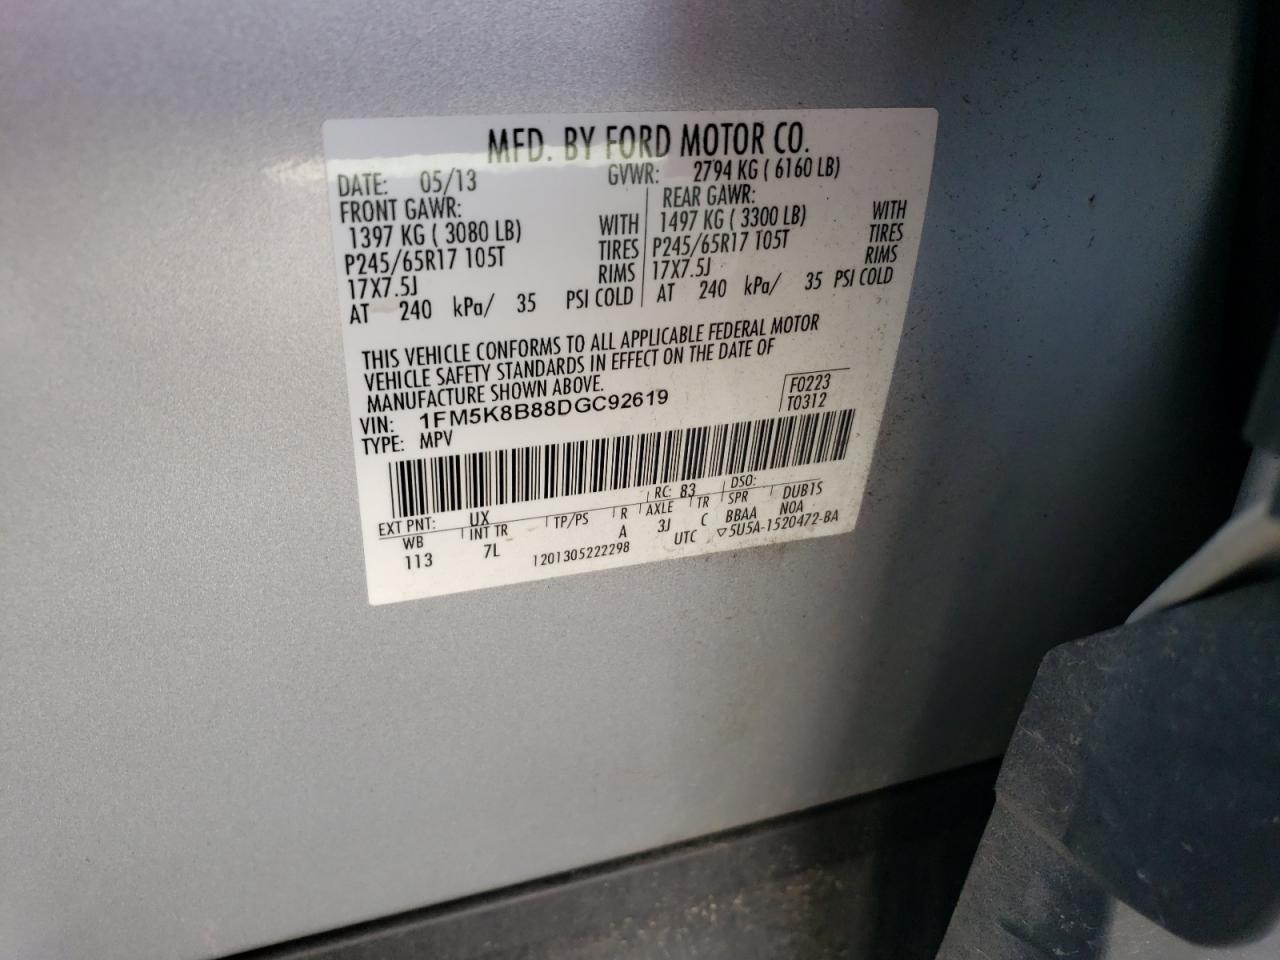 MFD. BY FORD MOTOR CO.
DATE: 05/13 GVWR: 2794 KG ( 6160 LB)
FRONT GAWR: REAR GAWR:
1397 KG ( 3080 LB) WITH 1497 KG ( 3300 LB) WITH
P245/65R17 105T TIRES P245/65R17 105T TIRES
17X7.5J RIMS 17X7.5J RIMS
AT 240 kPa/ 35 PSI COLD AT 240 kPa/ 35 PSI COLD
THIS VEHICLE CONFORMS TO ALL APPLICABLE FEDERAL MOTOR
VEHICLE SAFETY STANDARDS IN EFFECT ON THE DATE OF
MANUFACTURE SHOWN ABOVE.
VIN: 1FM5K8B88DGC92619 F0223
TYPE: MPV T0312
EXT PNT: UX RC: 83 DSO:
WB INT TR TP/PS R AXLE TR SPR DUB15
113 7L A 3J C BBAA NOA
1201305222298 UTC ▽5U5A-1520472-BA